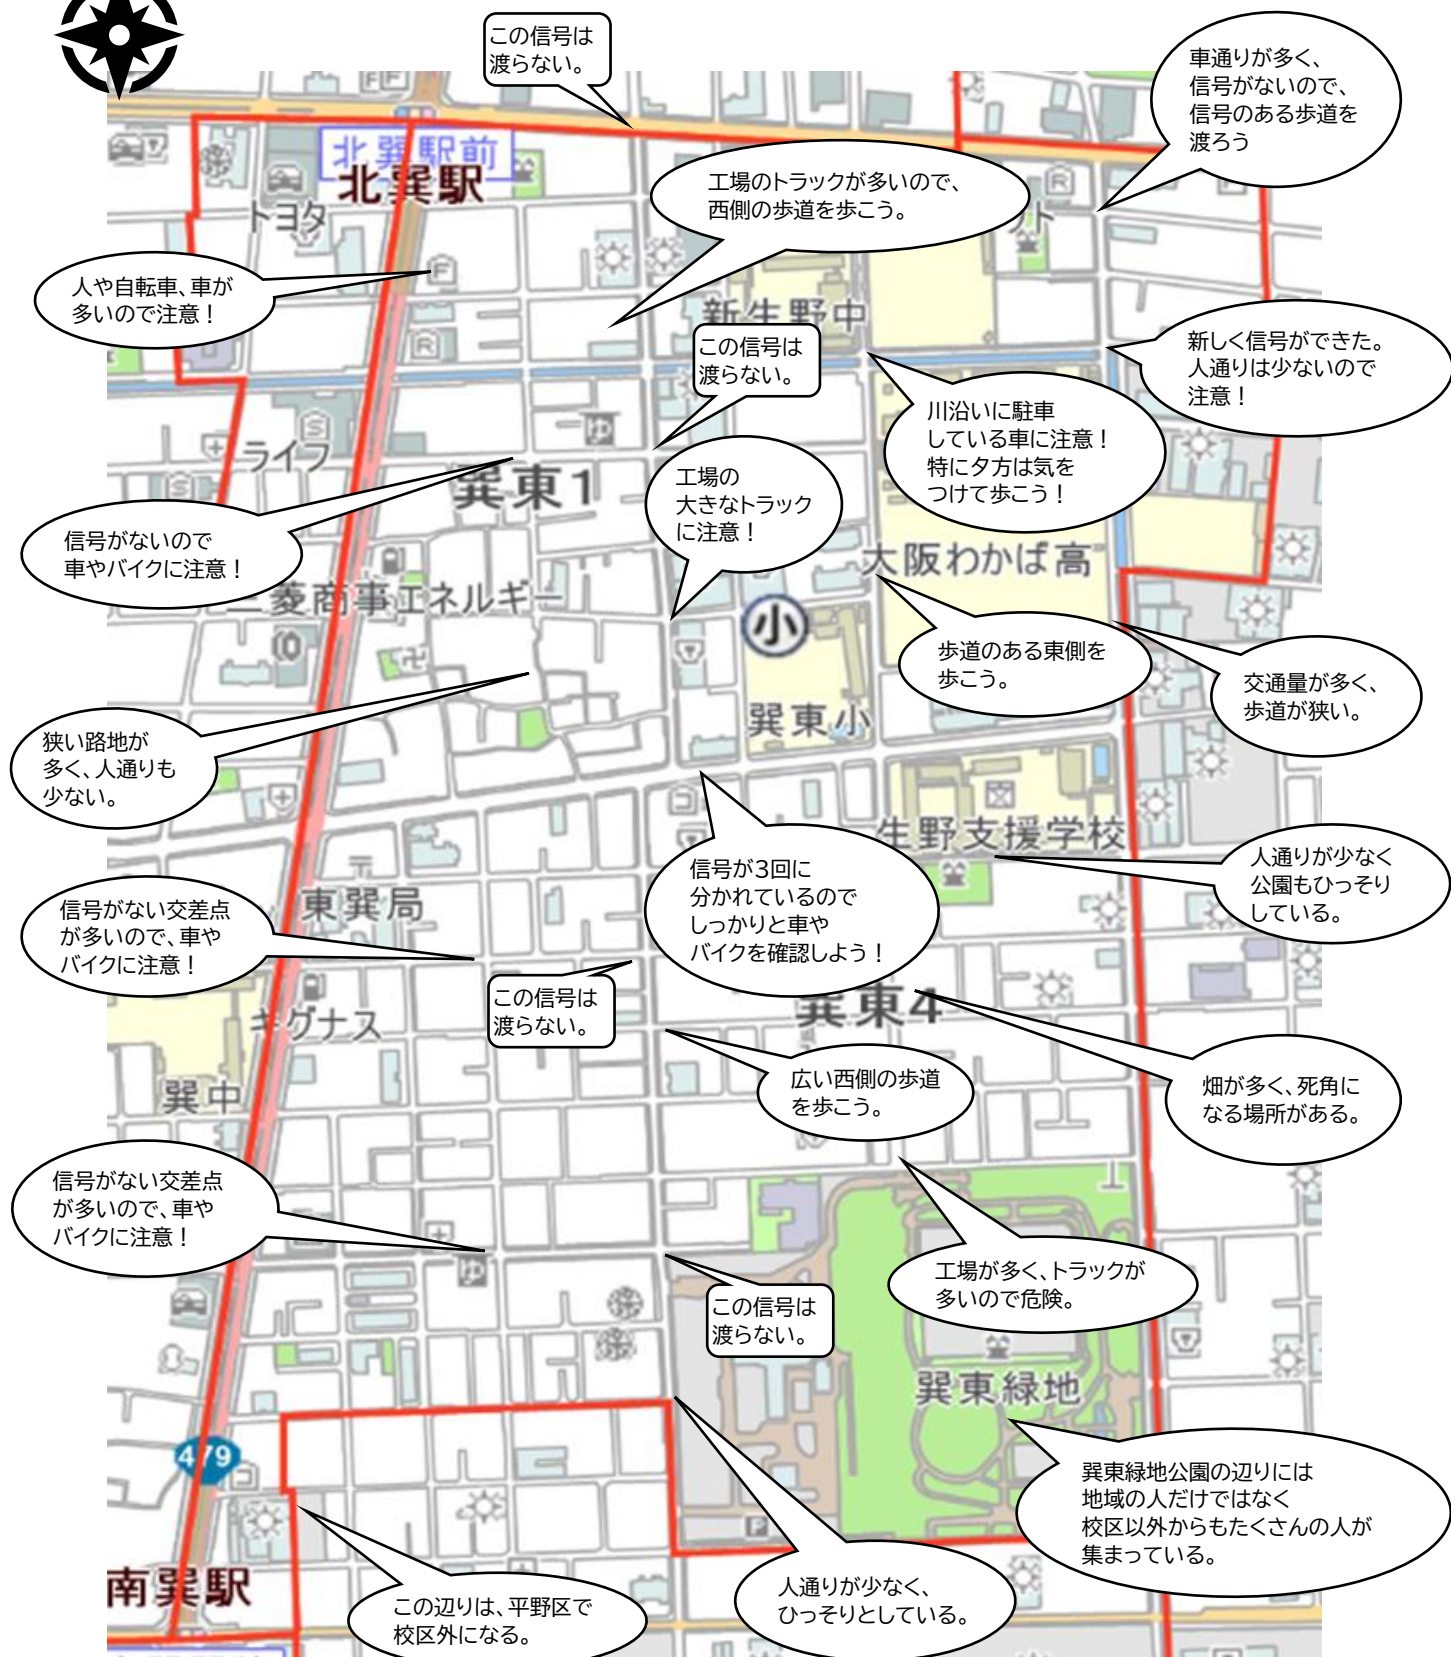 この信号は
渡らない。
車通りが多く、
信号がないので、
信号のある歩道を
渡ろう
北巽駅前
北巽駅
工場のトラックが多いので、
西側の歩道を歩こう。
トヨタ
人や自転車、車が
多いので注意！
新生野中
この信号は
渡らない。
新しく信号ができた。
人通りは少ないので
注意！
川沿いに駐車
している車に注意！
特に夕方は気を
つけて歩こう！
ライフ
巽東1
工場の
大きなトラック
に注意！
信号がないので
車やバイクに注意！
大阪わかば高
菱商事エネルギー
小
歩道のある東側を
歩こう。
交通量が多く、
歩道が狭い。
巽東小
狭い路地が
多く、人通りも
少ない。
生野支援学校
信号が3回に
分かれているので
しっかりと車や
バイクを確認しよう！
人通りが少なく
公園もひっそり
している。
東巽局
信号がない交差点
が多いので、車や
バイクに注意！
この信号は
渡らない。
巽東4
キグナス
広い西側の歩道
を歩こう。
畑が多く、死角に
なる場所がある。
巽中
信号がない交差点
が多いので、車や
バイクに注意！
工場が多く、トラックが
多いので危険。
この信号は
渡らない。
巽東緑地
479
巽東緑地公園の辺りには
地域の人だけではなく
校区以外からもたくさんの人が
集まっている。
南巽駅
この辺りは、平野区で
校区外になる。
人通りが少なく、
ひっそりとしている。